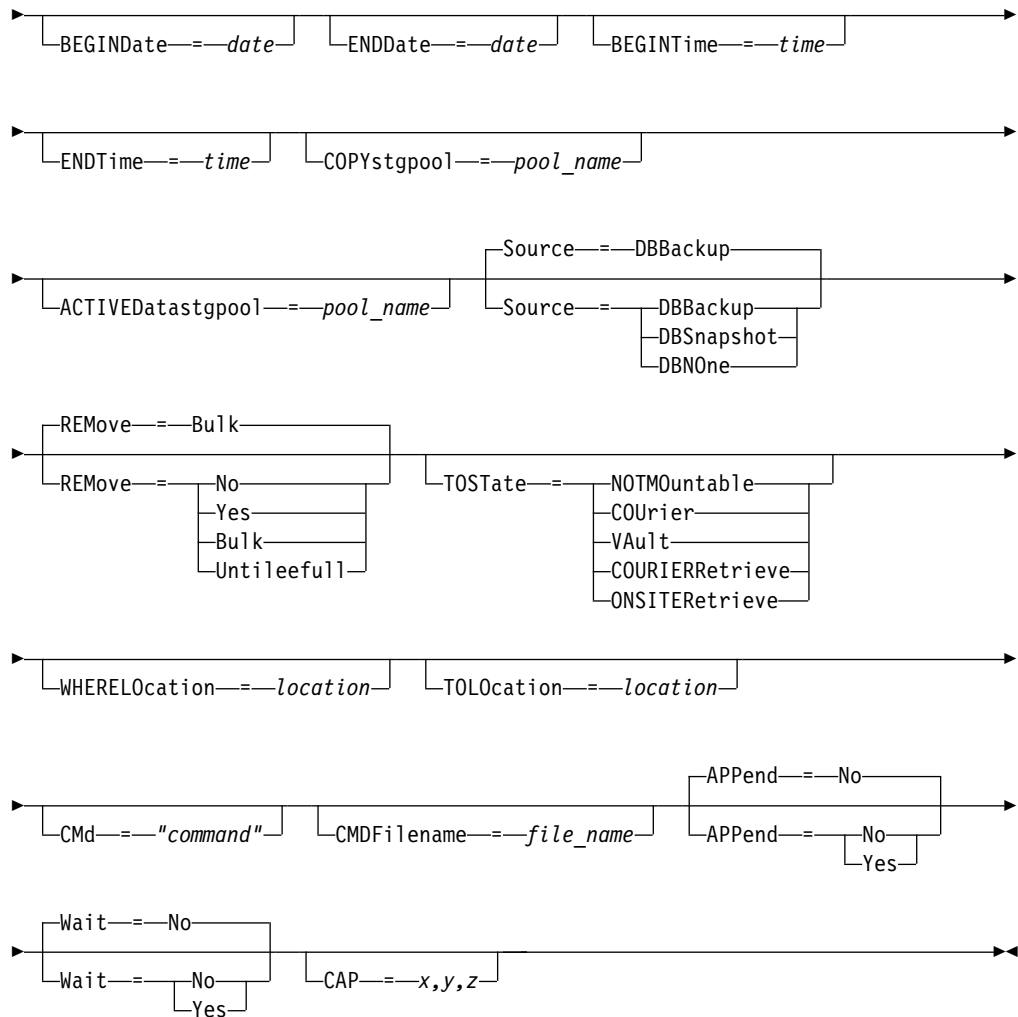 BEGINDate = date ENDDate = date BEGINTime = time
ENDTime = time COPYstgpool = pool_name
Source = DBBackup
ACTIVEDatastgpool = pool_name Source = DBBackup
DBSnapshot
DBNOne
REMove = Bulk
REMove = No TOSTate = NOTMOuntable
Yes COUrier
Bulk VAult
Untileefull COURIERRetrieve
ONSITERetrieve
WHERELOcation = location TOLOcation = location
APPend = No
CMd = "command" CMDFilename = file_name APPend = No
Yes
Wait = No
Wait = No CAP = x,y,z
Yes